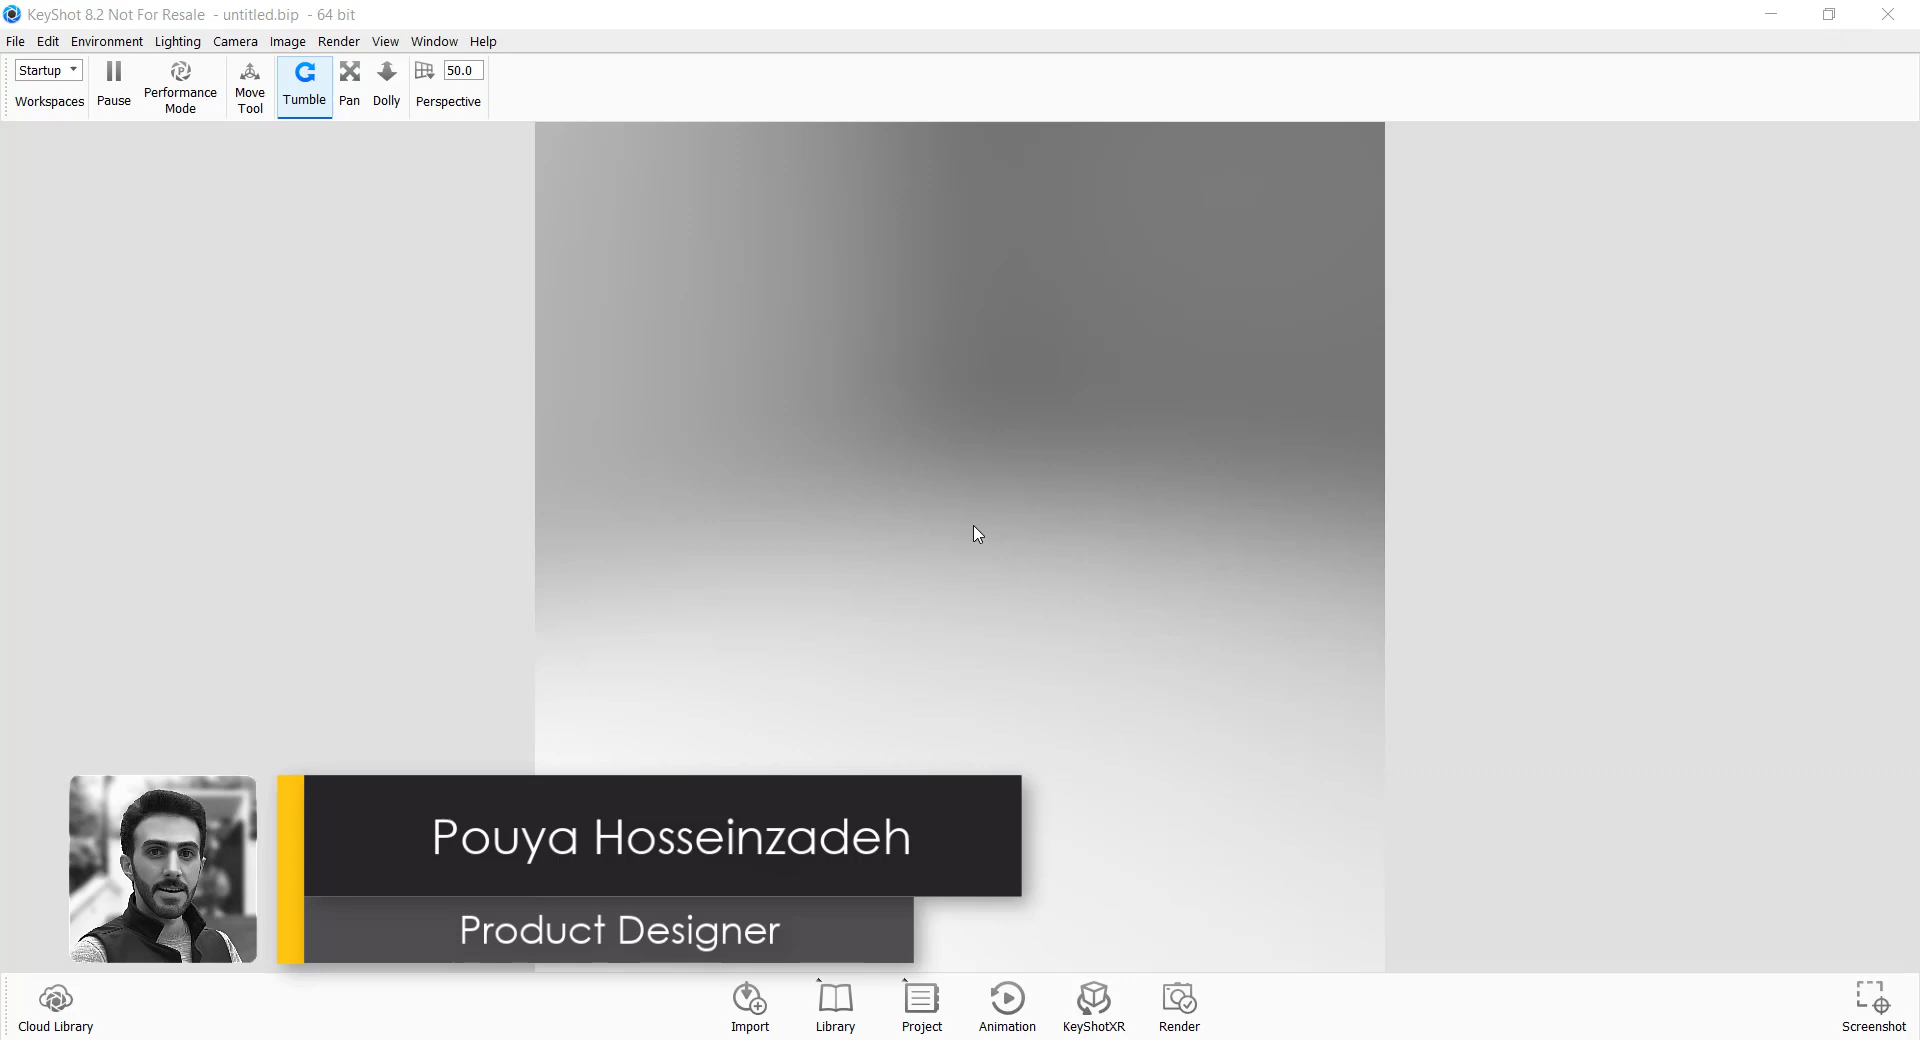 KeyShot 8.2 Not For Resale - untitled.bip - 64 bit
File Edit Environment Lighting Camera Image Render View Window Help
Startup
Workspaces
Pause
Performance
Mode
Move
Tool
Tumble
Pan
Dolly
50.0
Perspective
Pouya Hosseinzadeh
Product Designer
Cloud Library
Import
Library
Project
Animation
KeyShotXR
Render
Screenshot